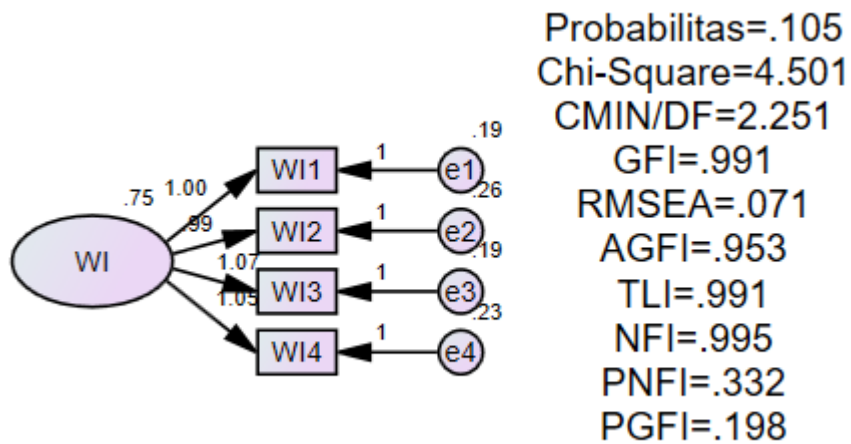 Probabilitas=.105
Chi-Square=4.501
CMIN/DF=2.251
GFI=.991
RMSEA=.071
AGFI=.953
TLI=.991
NFI=.995
PNFI=.332
PGFI=.198
.75
WI
1.00
.99
1.07
1.05
WI1
1
.19
e1
WI2
1
.26
e2
WI3
1
.19
e3
WI4
1
.23
e4